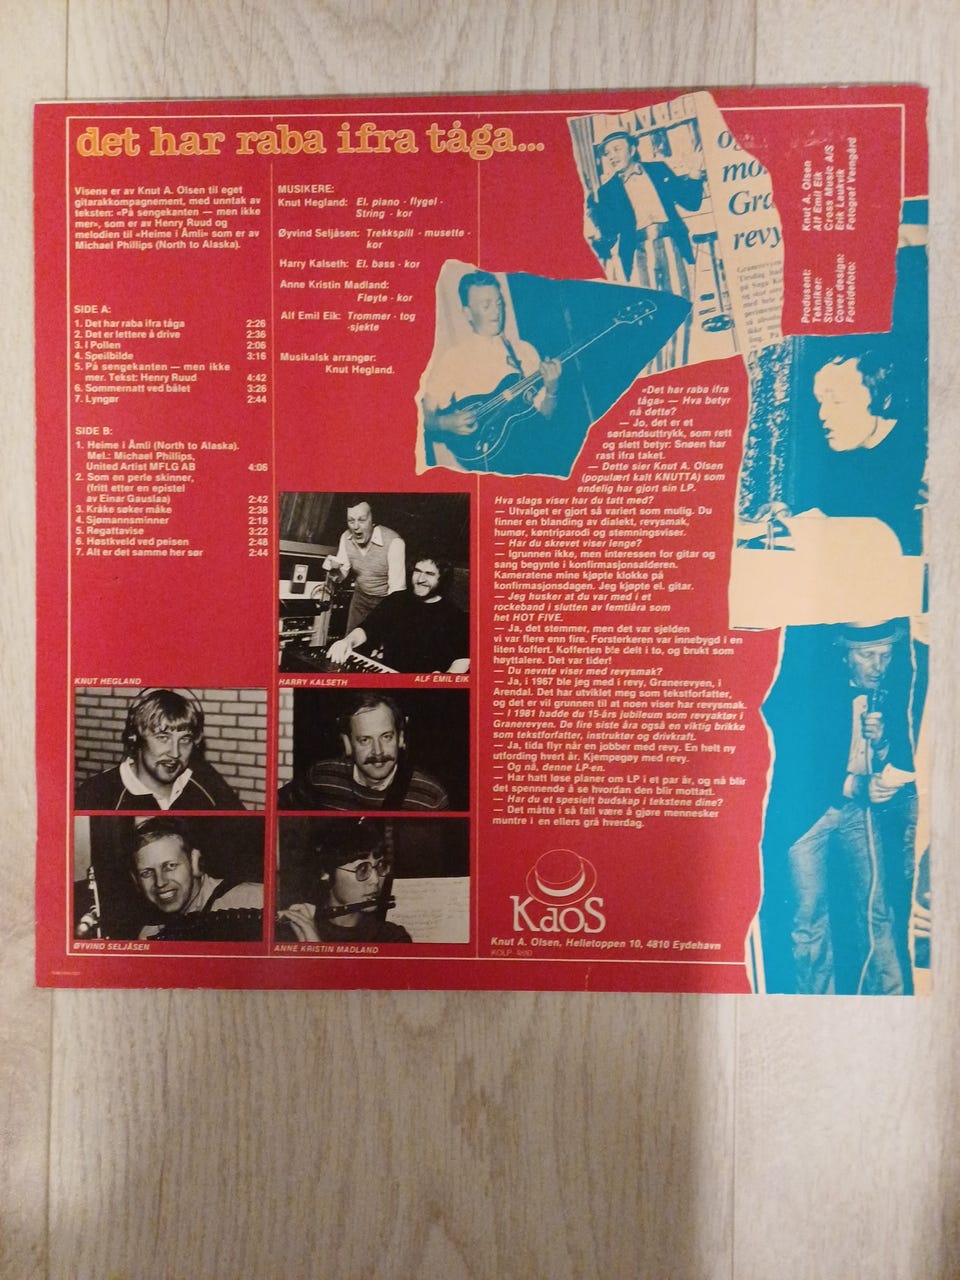 det har raba ifra tåga...
Visene er av Knut A. Olsen til eget
gitarakkompagnement, med unntak av
teksten: «På sengekanten — men ikke
mer», som er av Henry Ruud og
melodien til «Heime i Åmli» som er av
Michael Phillips (North to Alaska).
SIDE A:
1. Det har raba ifra tåga 2:26
2. Det er lettere å drive 2:36
3. I Pollen 2:06
4. Speilbilde 3:16
5. På sengekanten — men ikke
mer. Tekst: Henry Ruud 4:42
6. Sommernatt ved bålet 3:26
7. Lyngør 2:44
SIDE B:
1. Heime i Åmli (North to Alaska).
Mel.: Michael Phillips,
United Artist MFLG AB 4:06
2. Som en perle skinner,
(fritt etter en epistel
av Einar Gauslaa) 2:42
3. Kråke søker måke 2:38
4. Sjømannsminner 2:18
5. Regattavise 3:22
6. Høstkveld ved peisen 2:48
7. Alt er det samme her sør 2:44
MUSIKERE:
Knut Hegland: El. piano - flygel -
String - kor
Øyvind Seljåsen: Trekkspill - musette -
kor
Harry Kalseth: El. bass - kor
Anne Kristin Madland:
Fløyte - kor
Alf Emil Eik: Trommer - tog
-sjekte
Musikalsk arrangør:
Knut Hegland.
KNUT HEGLAND
HARRY KALSETH
ALF EMIL EIK
ØYVIND SELJÅSEN
ANNE KRISTIN MADLAND
«Det har raba ifra
tåga» — Hva betyr
nå dette?
— Jo, det er et
sørlandsuttrykk, som rett
og slett betyr: Snøen har
rast ifra taket.
— Dette sier Knut A. Olsen
(populært kalt KNUTTA) som
endelig har gjort sin LP.
Hva slags viser har du tatt med?
— Utvalget er gjort så variert som mulig. Du
finner en blanding av dialekt, revysmak,
humør, køntriparodi og stemningsviser.
— Har du skrevet viser lenge?
— Igrunnen ikke, men interessen for gitar og
sang begynte i konfirmasjonsalderen.
Kameratene mine kjøpte klokke på
konfirmasjonsdagen. Jeg kjøpte el. gitar.
— Jeg husker at du var med i et
rockeband i slutten av femtiåra som
het HOT FIVE.
— Ja, det stemmer, men det var sjelden
vi var flere enn fire. Forsterkeren var innebygd i en
liten koffert. Kofferten ble delt i to, og brukt som
høyttalere. Det var tider!
— Du nevnte viser med revysmak?
— Ja, i 1967 ble jeg med i revy, Granerevyen, i
Arendal. Det har utviklet meg som tekstforfatter,
og det er vil grunnen til at noen viser har revysmak.
— I 1981 hadde du 15-års jubileum som revyaktør i
Granerevyen. De fire siste åra også en viktig brikke
som tekstforfatter, instruktør og drivkraft.
— Ja, tida flyr når en jobber med revy. En helt ny
utfordring hvert år. Kjempegøy med revy.
— Og nå, denne LP-en.
— Har hatt løse planer om LP i et par år, og nå blir
det spennende å se hvordan den blir mottatt.
— Har du et spesielt budskap i tekstene dine?
— Det måtte i så fall være å gjøre mennesker
muntre i en ellers grå hverdag.
KaoS
Knut A. Olsen, Helletoppen 10, 4810 Eydehavn
Gra
revy
Produsent: Knut A. Olsen
Tekniker: Alf Emil Eik
Studio: Cross Music A/S
Cover design: Erik Laukvik
Forsidefoto: Fotograf Verngård